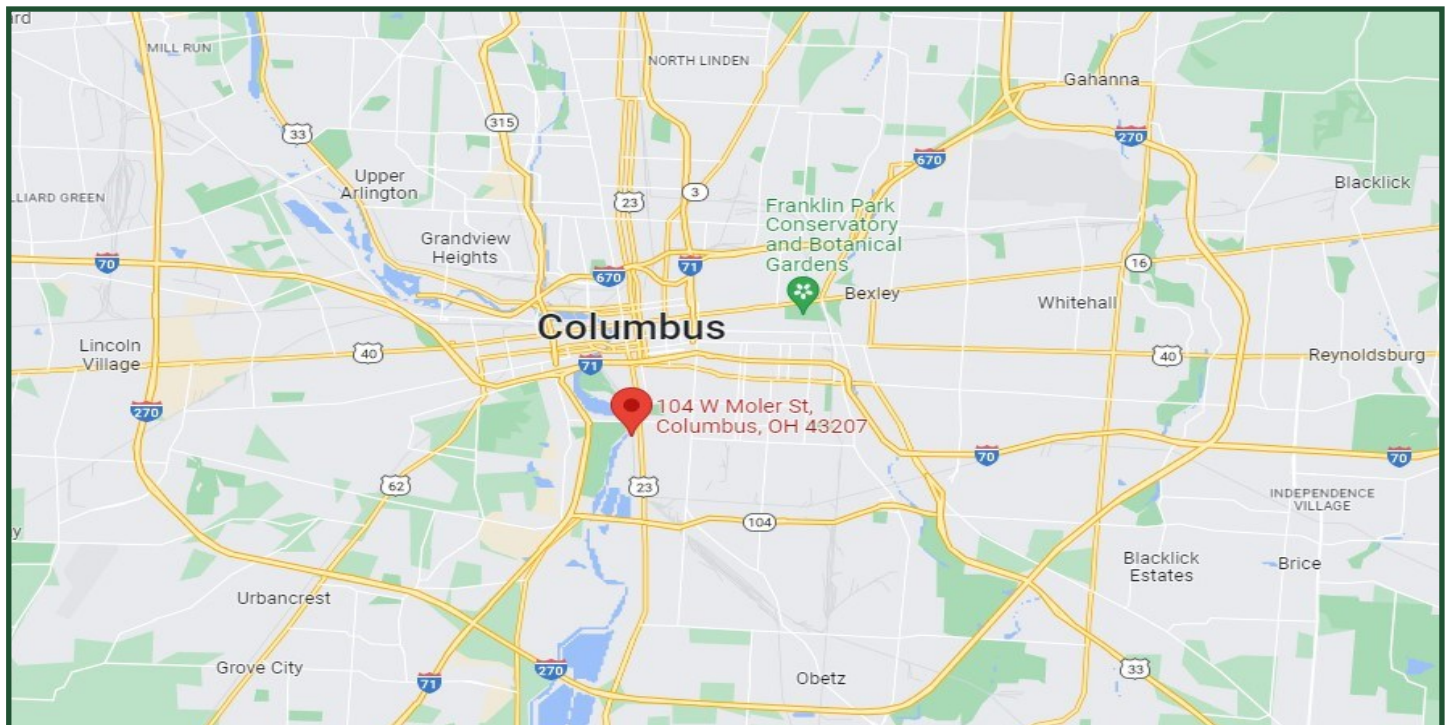 rd
MILL RUN
NORTH LINDEN
Gahanna
315
33
270
670
Upper
Arlington
Blacklick
LLIARD GREEN
23
3
Franklin Park
Conservatory
and Botanical
Gardens
Grandview
Heights
70
670
71
16
Bexley
Whitehall
Columbus
Lincoln
Village
40
71
40
Reynoldsburg
270
104 W Moler St,
Columbus, OH 43207
70
70
62
23
INDEPENDENCE
VILLAGE
104
y
Blacklick
Estates
Brice
Urbancrest
Grove City
71
270
Obetz
33